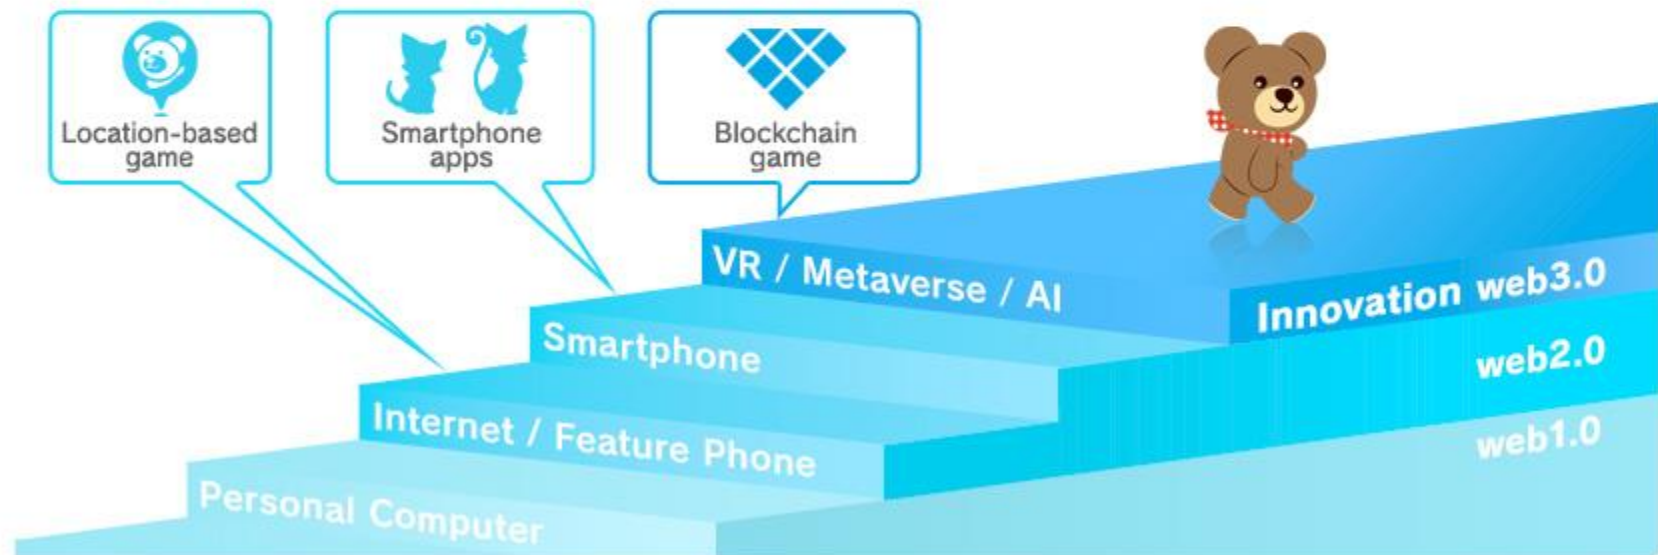 Location-based
game
Smartphone
apps
Blockchain
game
VR / Metaverse / AI
Innovation web3.0
Smartphone
web2.0
Internet / Feature Phone
web1.0
Personal Computer